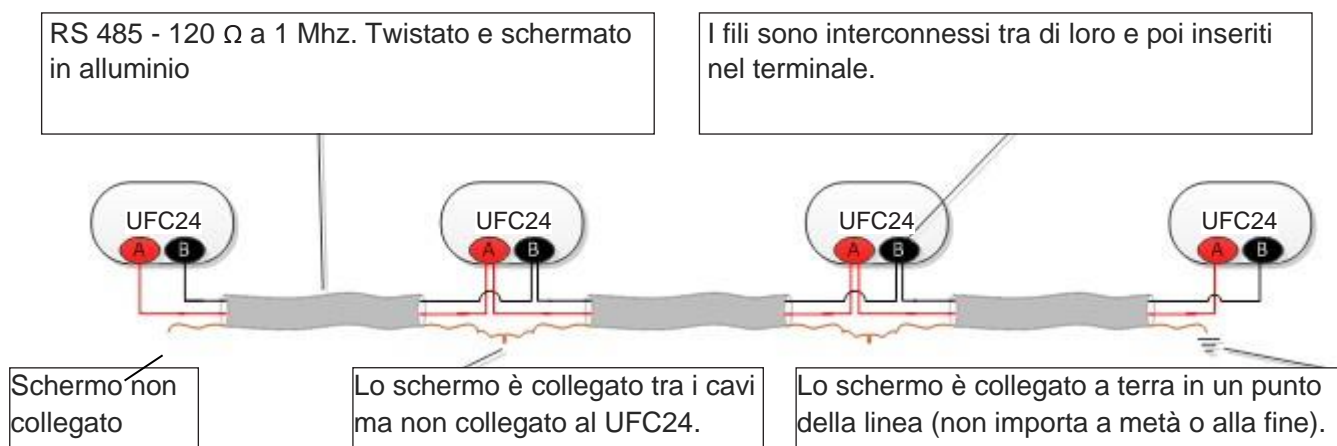 RS 485 - 120 Ω a 1 Mhz. Twistato e schermato
in alluminio
I fili sono interconnessi tra di loro e poi inseriti
nel terminale.
UFC24
A B
UFC24
A B
UFC24
A B
UFC24
A B
Schermo non
collegato
Lo schermo è collegato tra i cavi
ma non collegato al UFC24.
Lo schermo è collegato a terra in un punto
della linea (non importa a metà o alla fine).